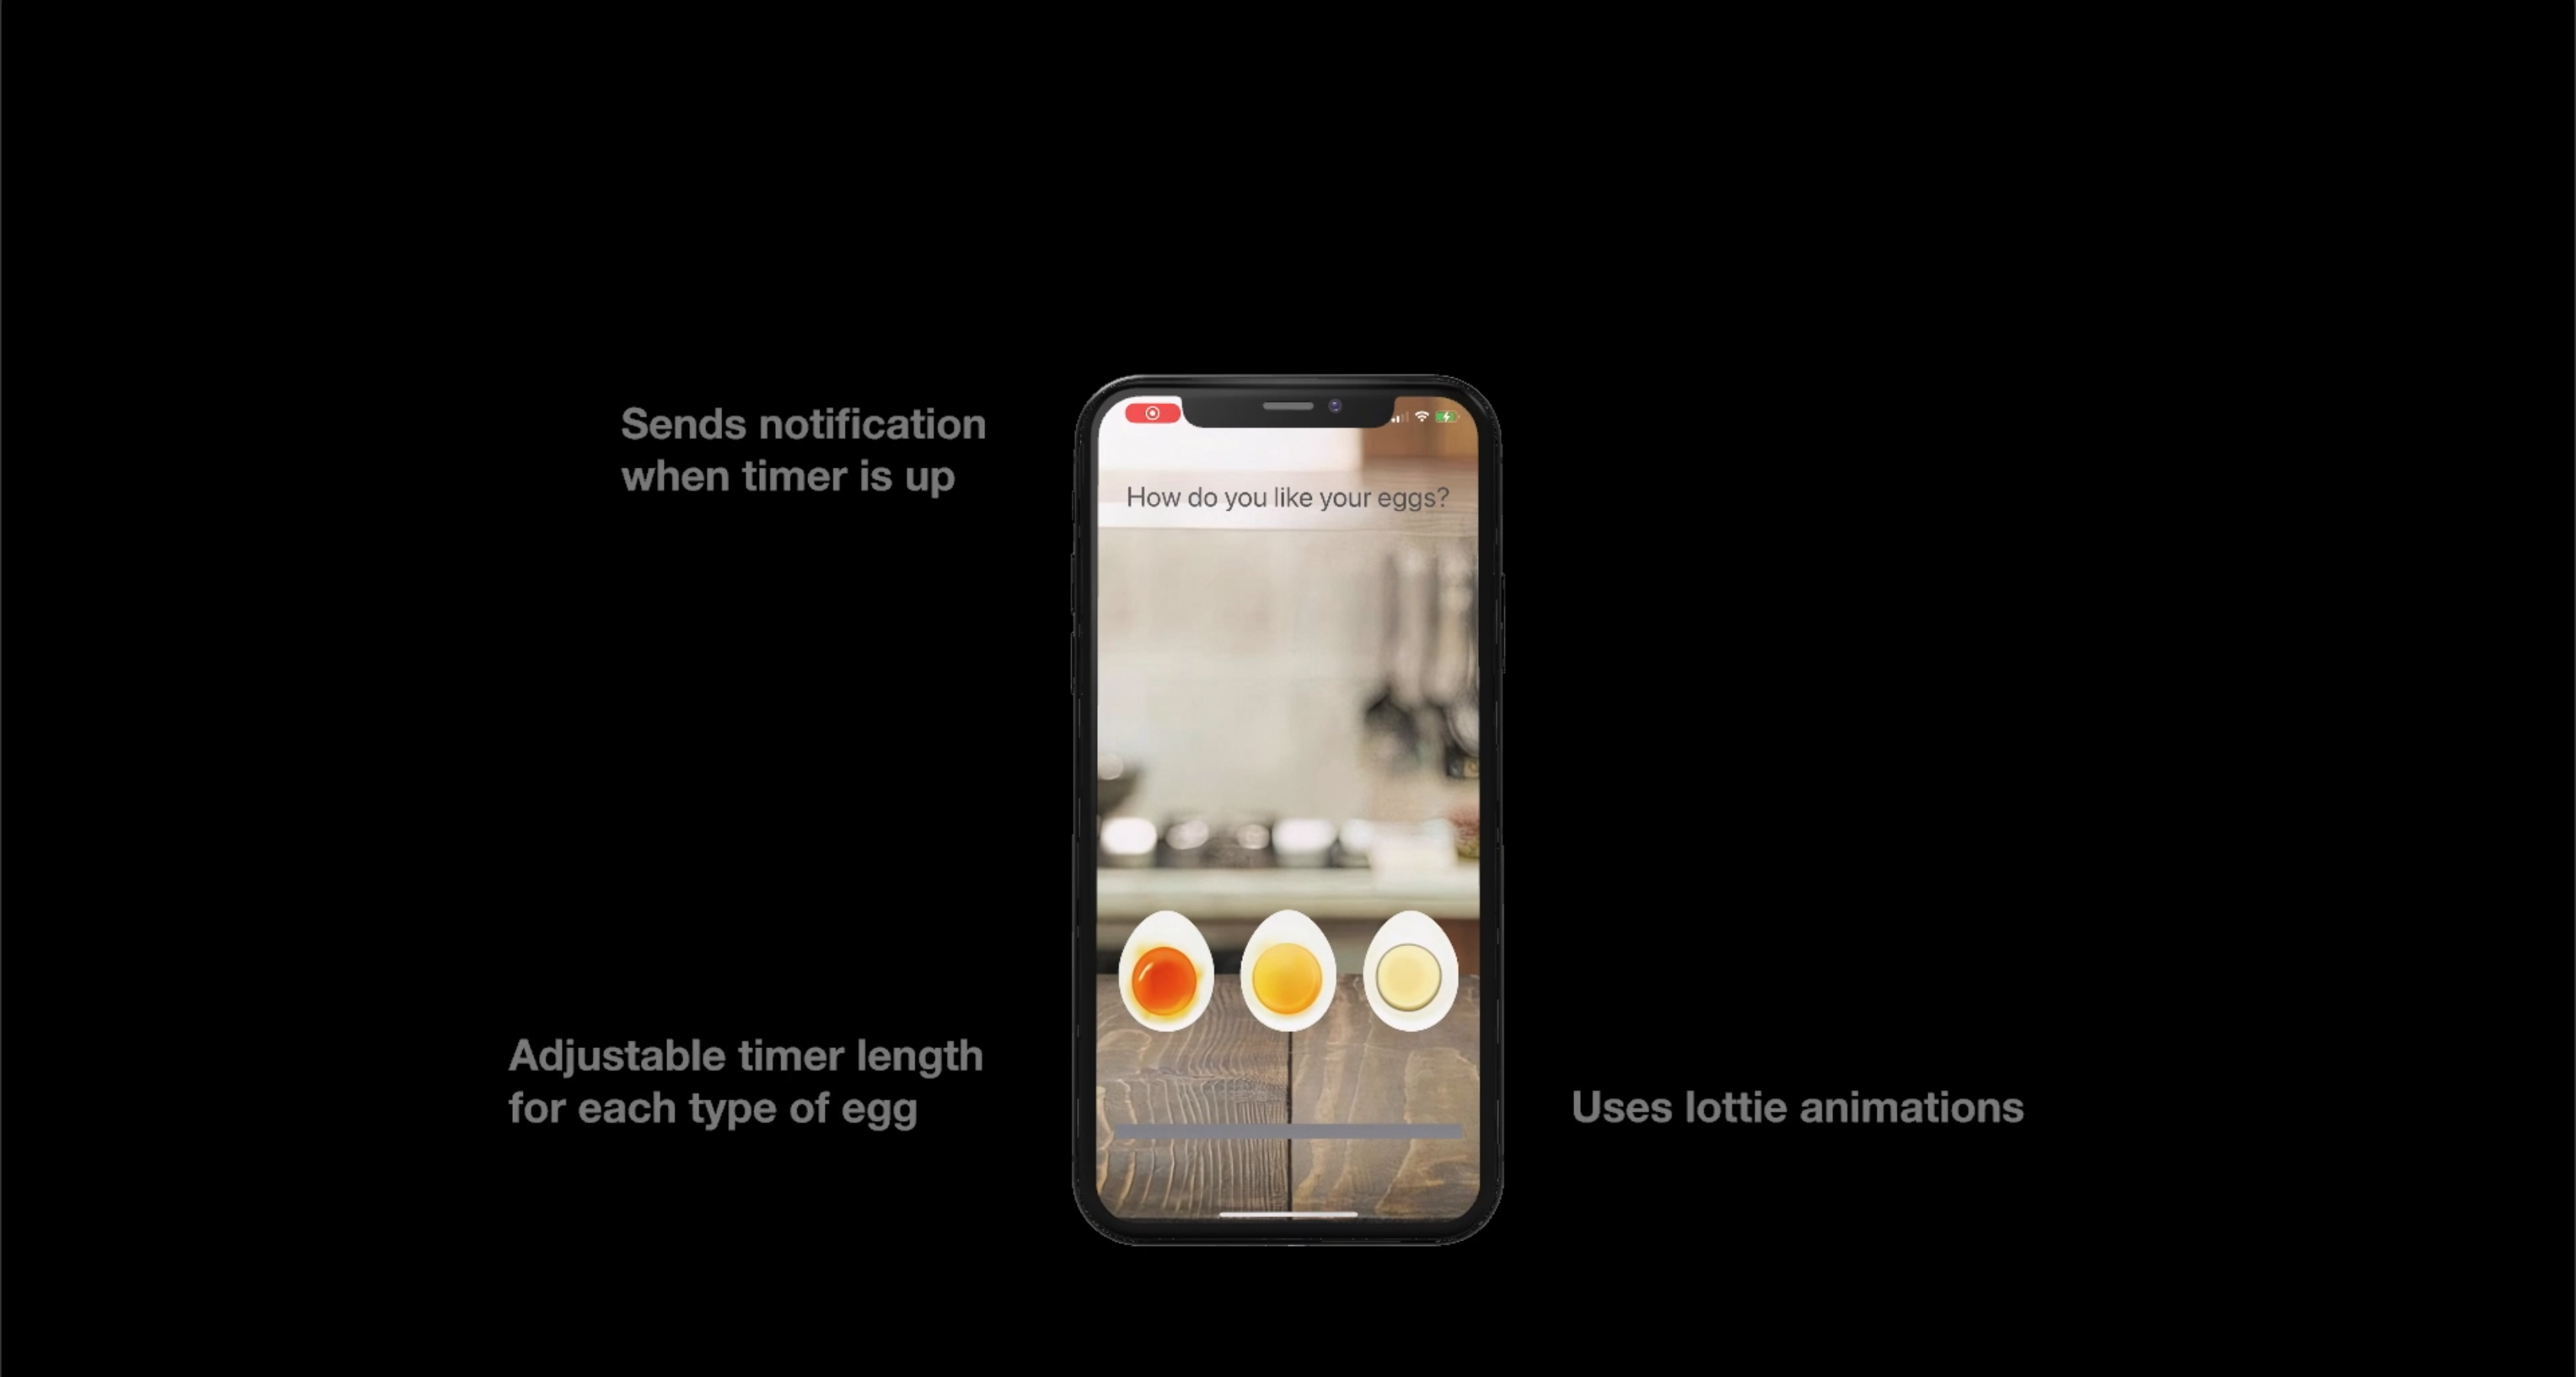 Sends notification
when timer is up
How do you like your eggs?
Adjustable timer length
for each type of egg
Uses lottie animations